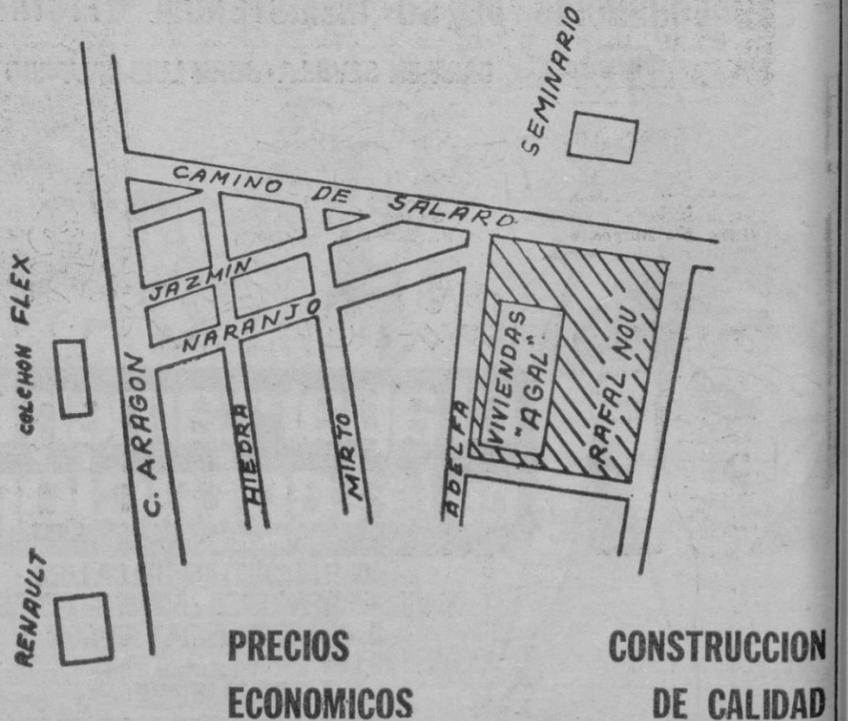 SEMINARIO
CAMINO DE SALARD
COLCHON FLEX
JAZMIN
NARANJO
C. ARAGON
HIEDRA
MIRTO
ADELFA
VIVIENDAS
"AGAL"
RAFAL NOU
RENAULT
PRECIOS
ECONOMICOS
CONSTRUCCION
DE CALIDAD